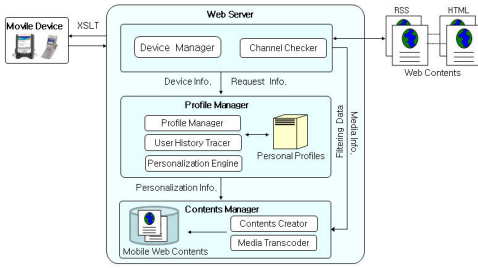 Web Server
RSS
HTML
Movile Device
XSLT
Device Manager
Channel Checker
Web Contents
Device Info,
Request Info,
Profile Manager
Profile Manager
User History Tracer
Personalization Engine
Personal Profiles
Filtering Data
Media Info,
Personalization Info,
Contents Manager
Contents Creator
Media Transcoder
Mobile Web Contents